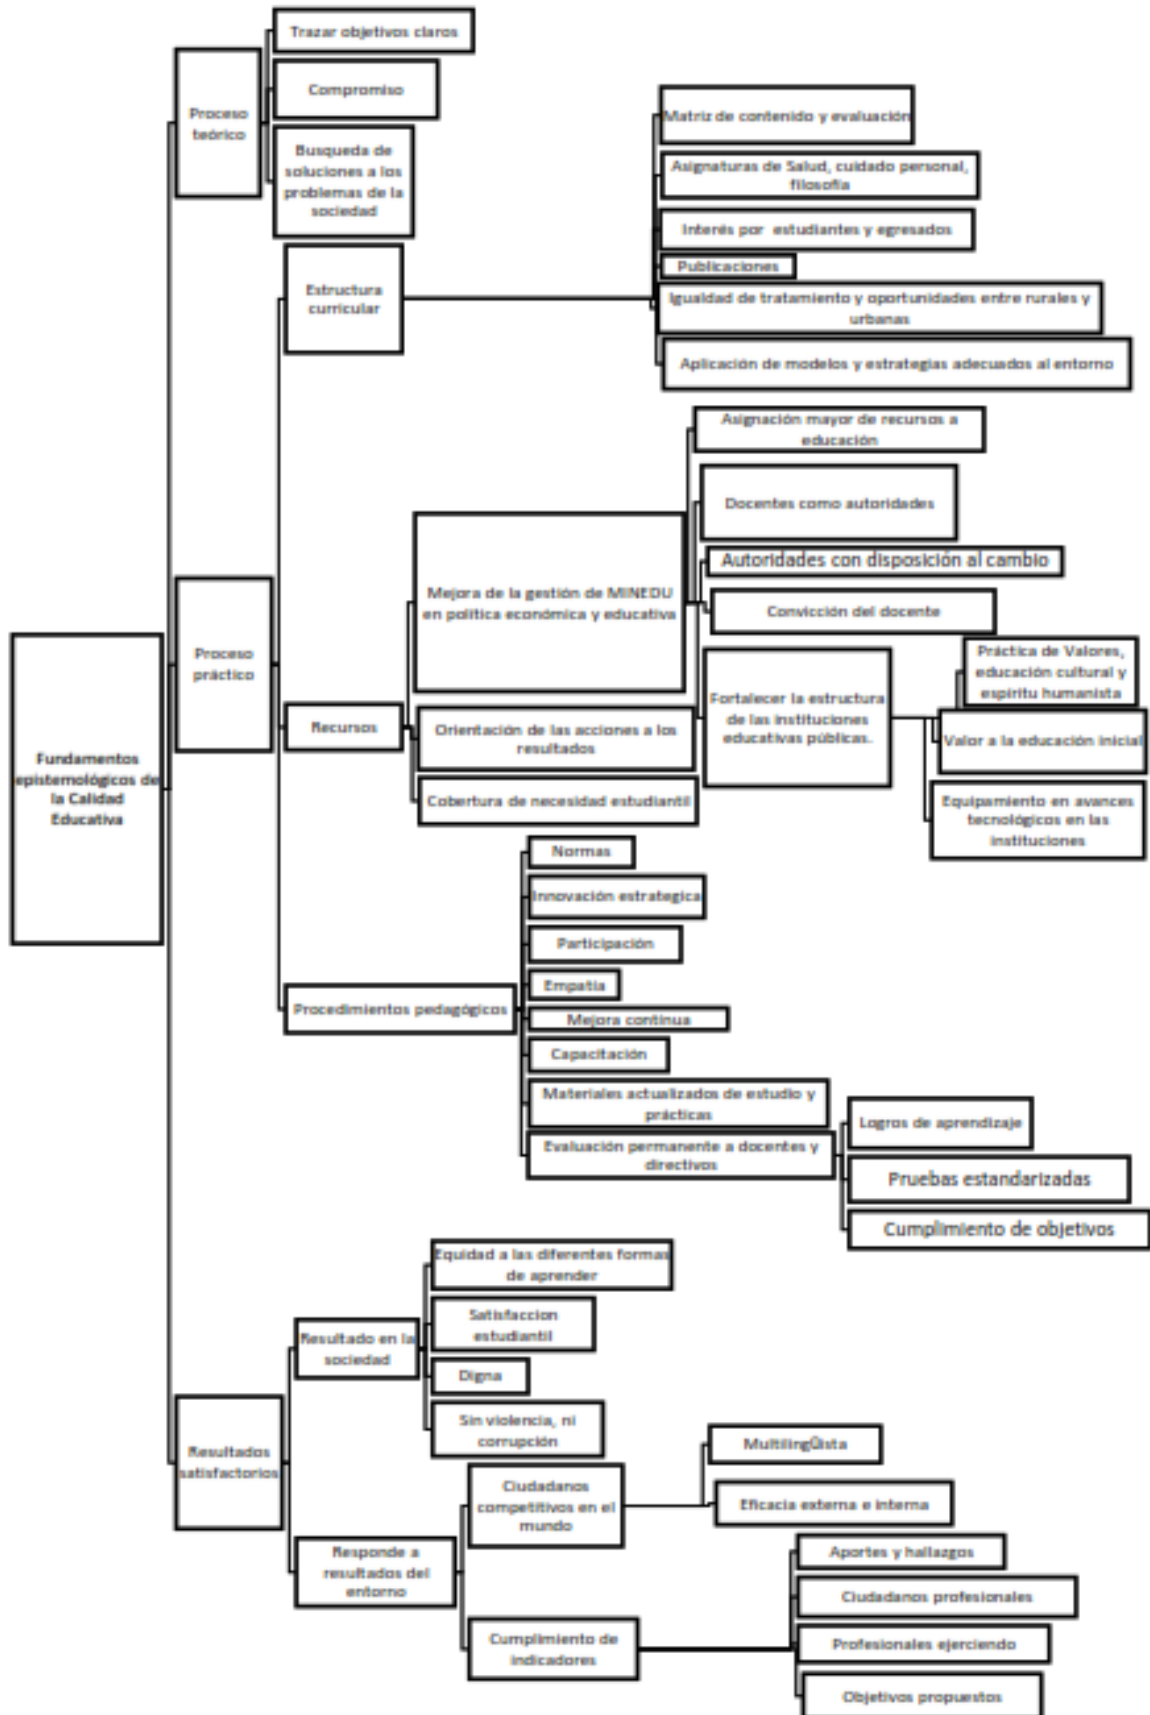 Trazar objetivos claros
Compromiso
Proceso
teórico
Busqueda de
soluciones a los
problemas de la
sociedad
Matriz de contenido y evaluación
Asignaturas de Salud, cuidado personal,
filosofía
Interés por estudiantes y egresados
Publicaciones
Estructura
curricular
Igualdad de tratamiento y oportunidades entre rurales y
urbanas
Aplicación de modelos y estrategias adecuados al entorno
Asignación mayor de recursos a
educación
Docentes como autoridades
Autoridades con disposición al cambio
Mejora de la gestión de MINEDU
en política económica y educativa
Convicción del docente
Proceso
práctico
Práctica de Valores,
educación cultural y
espíritu humanista
Fortalecer la estructura
de las instituciones
educativas públicas.
Recursos
Orientación de las acciones a los
resultados
Valor a la educación inicial
Fundamentos
epistemológicos de
la Calidad
Educativa
Cobertura de necesidad estudiantil
Equipamiento en avances
tecnológicos en las
instituciones
Normas
Innovación estrategica
Participación
Empatía
Procedimientos pedagógicos
Mejora continua
Capacitación
Materiales actualizados de estudio y
prácticas
Evaluación permanente a docentes y
directivos
Logros de aprendizaje
Pruebas estandarizadas
Cumplimiento de objetivos
Equidad a las diferentes formas
de aprender
Satisfaccion
estudiantil
Resultado en la
sociedad
Digna
Sin violencia, ni
corrupción
Resultados
satisfactorios
Multilingüista
Ciudadanos
competitivos en el
mundo
Eficacia externa e interna
Responde a
resultados del
entorno
Aportes y hallazgos
Ciudadanos profesionales
Cumplimiento de
indicadores
Profesionales ejerciendo
Objetivos propuestos